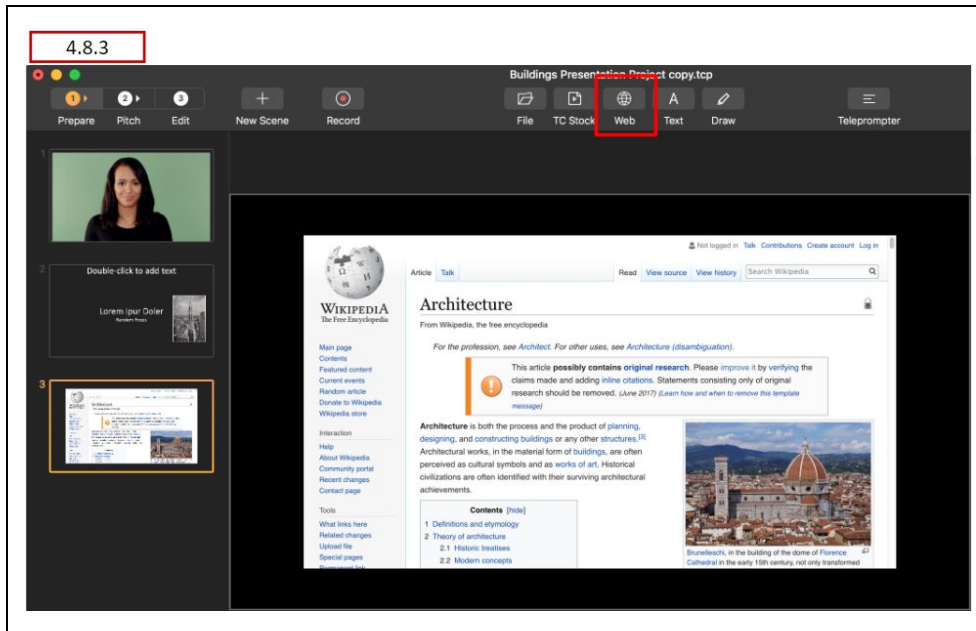 4.8.3
Buildings Presentation Project copy.tcp
1 2 3
Prepare Pitch Edit New Scene Record File TC Stock Web Text Draw Teleprompter
1
2
Double-click to add text
Lorem Ipur Doler
Random Prices
3
Not logged in Talk Contributions Create account Log in
Article Talk Read View source View history Search Wikipedia
WIKIPEDIA
The Free Encyclopedia
Architecture
From Wikipedia, the free encyclopedia
For the profession, see Architect. For other uses, see Architecture (disambiguation).
Main page
Contents
Featured content
Current events
Random article
Donate to Wikipedia
Wikipedia store
This article possibly contains original research. Please improve it by verifying the
claims made and adding inline citations. Statements consisting only of original
research should be removed. (June 2017) (Learn how and when to remove this template
message)
Interaction
Help
About Wikipedia
Community portal
Recent changes
Contact page
Architecture is both the process and the product of planning,
designing, and constructing buildings or any other structures.[3]
Architectural works, in the material form of buildings, are often
perceived as cultural symbols and as works of art. Historical
civilizations are often identified with their surviving architectural
achievements.
Tools
What links here
Related changes
Upload file
Special pages
Permanent link
Contents [hide]
1 Definitions and etymology
2 Theory of architecture
2.1 Historic treatises
2.2 Modern concepts
Brunelleschi, in the building of the dome of Florence
Cathedral in the early 15th century, not only transformed